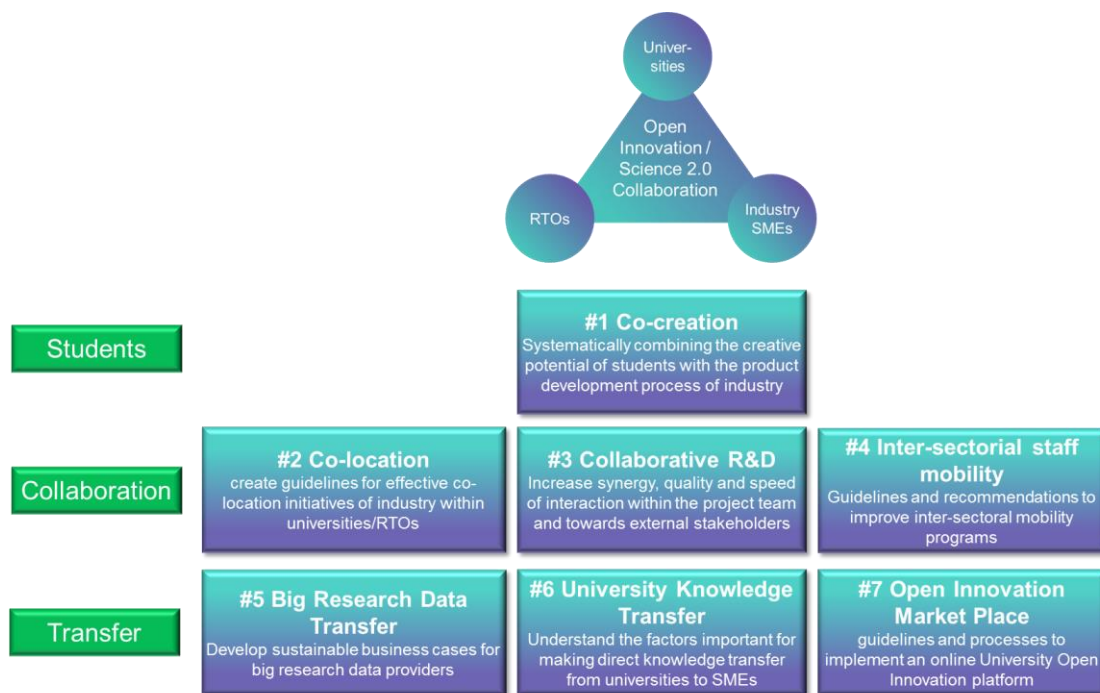 Univer-
sities
Open
Innovation /
Science 2.0
Collaboration
RTOs
Industry
SMEs
Students
#1 Co-creation
Systematically combining the creative
potential of students with the product
development process of industry
Collaboration
#2 Co-location
create guidelines for effective co-
location initiatives of industry within
universities/RTOs
#3 Collaborative R&D
Increase synergy, quality and speed
of interaction within the project team
and towards external stakeholders
#4 Inter-sectorial staff
mobility
Guidelines and recommendations to
improve inter-sectoral mobility
programs
Transfer
#5 Big Research Data
Transfer
Develop sustainable business cases for
big research data providers
#6 University Knowledge
Transfer
Understand the factors important for
making direct knowledge transfer
from universities to SMEs
#7 Open Innovation
Market Place
guidelines and processes to
implement an online University Open
Innovation platform